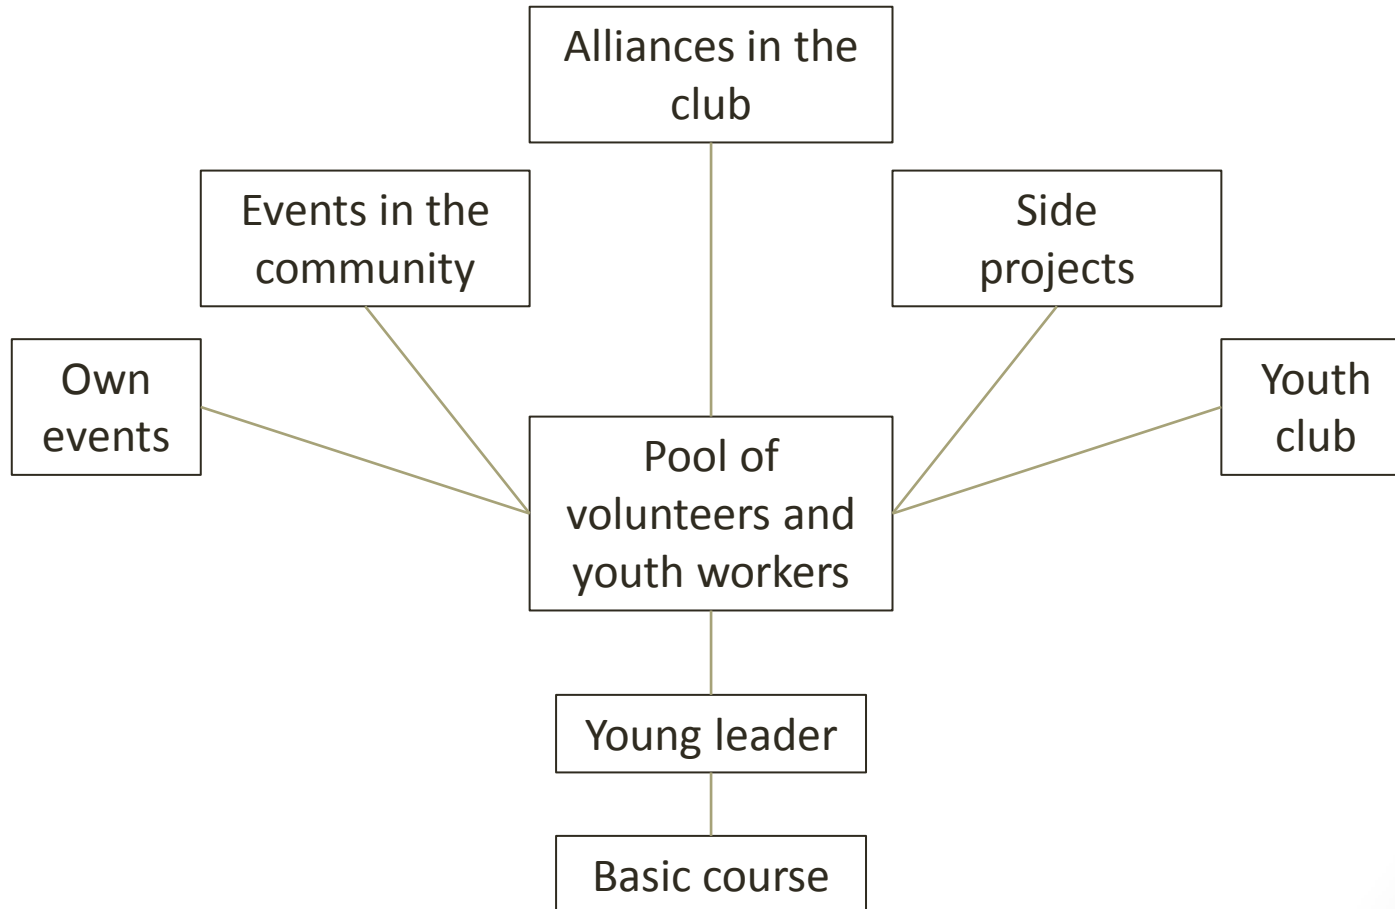 Alliances in the
club
Events in the
community
Side
projects
Own
events
Youth
club
Pool of
volunteers and
youth workers
Young leader
Basic course